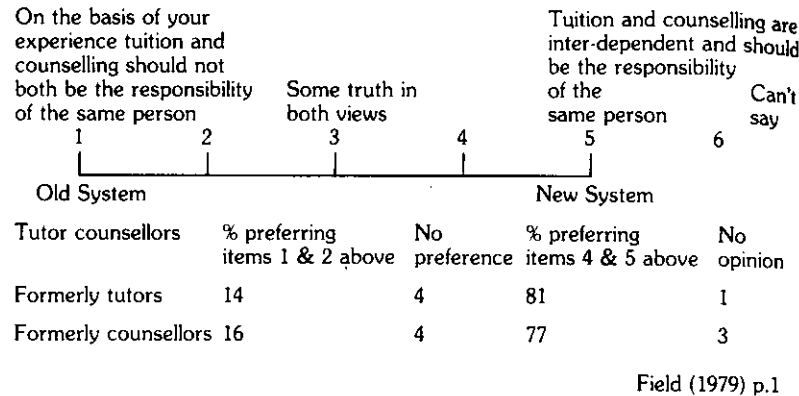 On the basis of your
experience tuition and
counselling should not
both be the responsibility
of the same person
Some truth in
both views
Tuition and counselling are
inter-dependent and should
be the responsibility
of the
same person
Can't
say
1 2 3 4 5 6
Old System New System
Tutor counsellors % preferring items 1 & 2 above No preference % preferring items 4 & 5 above No opinion
Formerly tutors 14 4 81 1
Formerly counsellors 16 4 77 3
Field (1979) p.1